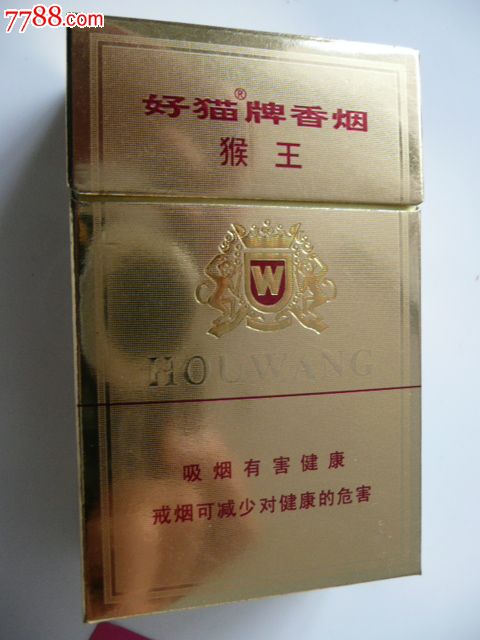 7788.com
好猫®牌香烟
猴王
W
HOUWANG
吸烟有害健康
戒烟可减少对健康的危害